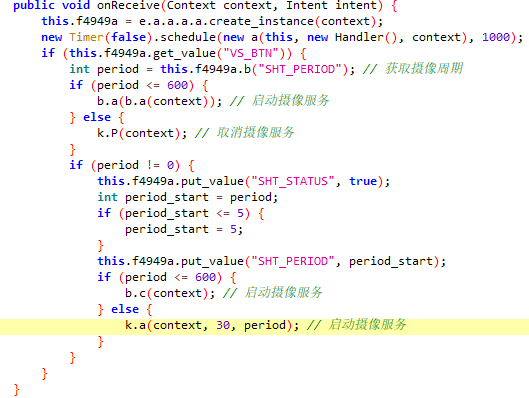 public void onReceive(Context context, Intent intent) {
this.f4949a = e.a.a.a.a.create_instance(context);
new Timer(false).schedule(new a(this, new Handler(), context), 1000);
if (this.f4949a.get_value("VS_BTN")) {
int period = this.f4949a.b("SHT_PERIOD"); // 获取摄像周期
if (period <= 600) {
b.a(b.a(context)); // 启动摄像服务
} else {
k.P(context); // 取消摄像服务
}
if (period != 0) {
this.f4949a.put_value("SHT_STATUS", true);
int period_start = period;
if (period_start <= 5) {
period_start = 5;
}
this.f4949a.put_value("SHT_PERIOD", period_start);
if (period <= 600) {
b.c(context); // 启动摄像服务
} else {
k.a(context, 30, period); // 启动摄像服务
}
}
}
}